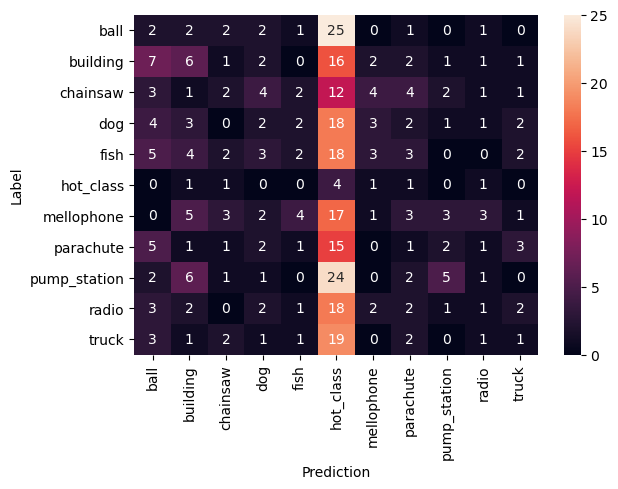 ball 2 2 2 2 1 25 0 1 0 1 0
building 7 6 1 2 0 16 2 2 1 1 1
chainsaw 3 1 2 4 2 12 4 4 2 1 1
dog 4 3 0 2 2 18 3 2 1 1 2
fish 5 4 2 3 2 18 3 3 0 0 2
hot_class 0 1 1 0 0 4 1 1 0 1 0
mellophone 0 5 3 2 4 17 1 3 3 3 1
parachute 5 1 1 2 1 15 0 1 2 1 3
pump_station 2 6 1 1 0 24 0 2 5 1 0
radio 3 2 0 2 1 18 2 2 1 1 2
truck 3 1 2 1 1 19 0 2 0 1 1
Label
ball building chainsaw dog fish hot_class mellophone parachute pump_station radio truck
Prediction
25
20
15
10
5
0